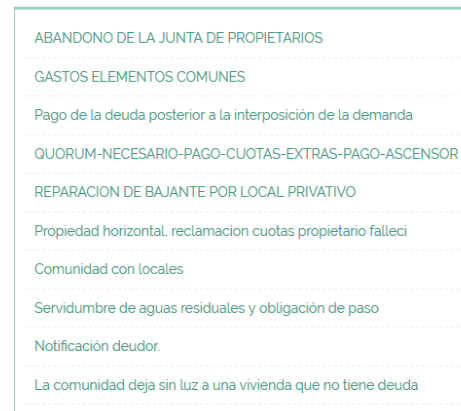 ABANDONO DE LA JUNTA DE PROPIETARIOS
GASTOS ELEMENTOS COMUNES
Pago de la deuda posterior a la interposición de la demanda
QUORUM-NECESARIO-PAGO-CUOTAS-EXTRAS-PAGO-ASCENSOR
REPARACION DE BAJANTE POR LOCAL PRIVATIVO
Propiedad horizontal, reclamacion cuotas propietario falleci
Comunidad con locales
Servidumbre de aguas residuales y obligación de paso
Notificación deudor.
La comunidad deja sin luz a una vivienda que no tiene deuda